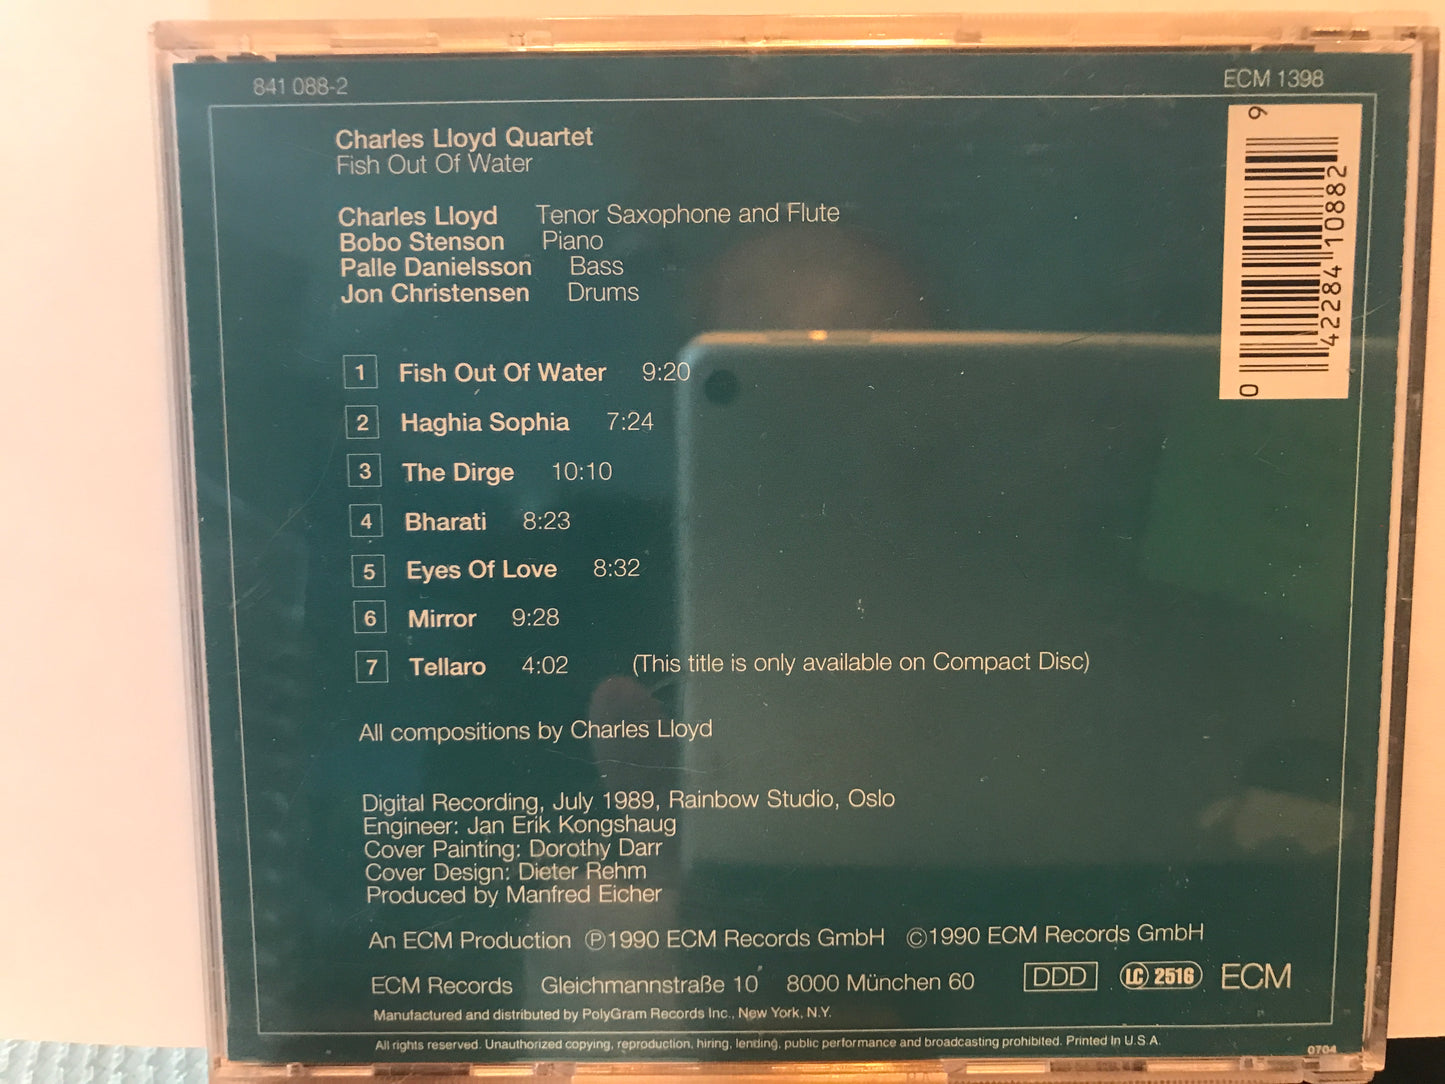 841 088-2
ECM 1398
Charles Lloyd Quartet
Fish Out Of Water
Charles Lloyd Tenor Saxophone and Flute
Bobo Stenson Piano
Palle Danielsson Bass
Jon Christensen Drums
1 Fish Out Of Water 9:20
2 Haghia Sophia 7:24
3 The Dirge 10:10
4 Bharati 8:23
5 Eyes Of Love 8:32
6 Mirror 9:28
7 Tellaro 4:02 (This title is only available on Compact Disc)
All compositions by Charles Lloyd
Digital Recording, July 1989, Rainbow Studio, Oslo
Engineer: Jan Erik Kongshaug
Cover Painting: Dorothy Darr
Cover Design: Dieter Rehm
Produced by Manfred Eicher
An ECM Production ℗1990 ECM Records GmbH ©1990 ECM Records GmbH
ECM Records Gleichmannstraße 10 8000 München 60 DDD LC 2516 ECM
Manufactured and distributed by PolyGram Records Inc., New York, N.Y.
All rights reserved. Unauthorized copying, reproduction, hiring, lending, public performance and broadcasting prohibited. Printed In U.S.A.
0704
0 42284 10882 9